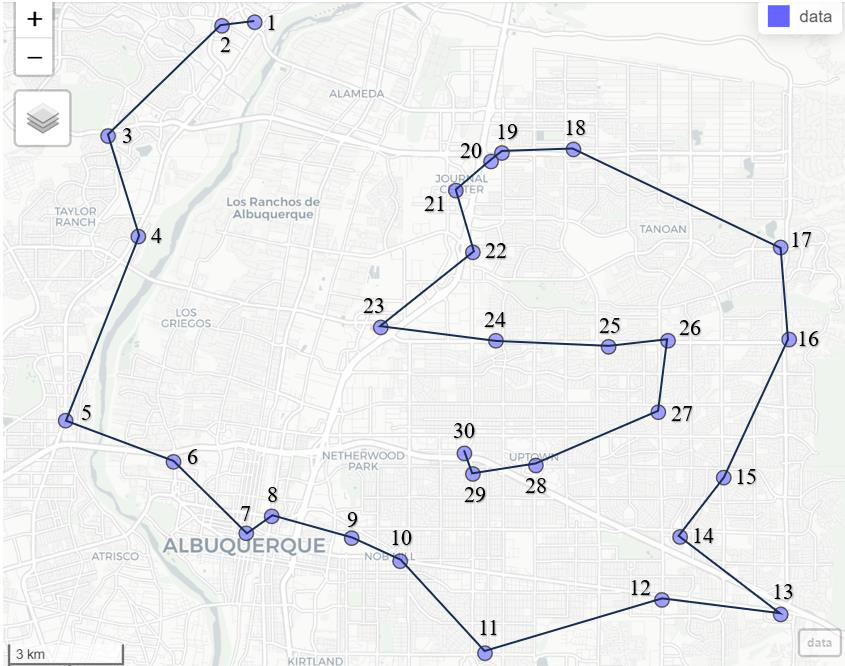 +
−
data
1
2
ALAMEDA
3
18
19
20
JOURNAL
CENTER
21
Los Ranchos de
Albuquerque
TAYLOR
RANCH
4
TANOAN
17
22
23
LOS
GRIEGOS
24
25
26
16
5
27
30
NETHERWOOD
PARK
UPTOWN
6
29
28
15
8
7
9
14
ALBUQUERQUE
10
NOB HILL
ATRISCO
12
13
11
data
3 km
KIRTLAND